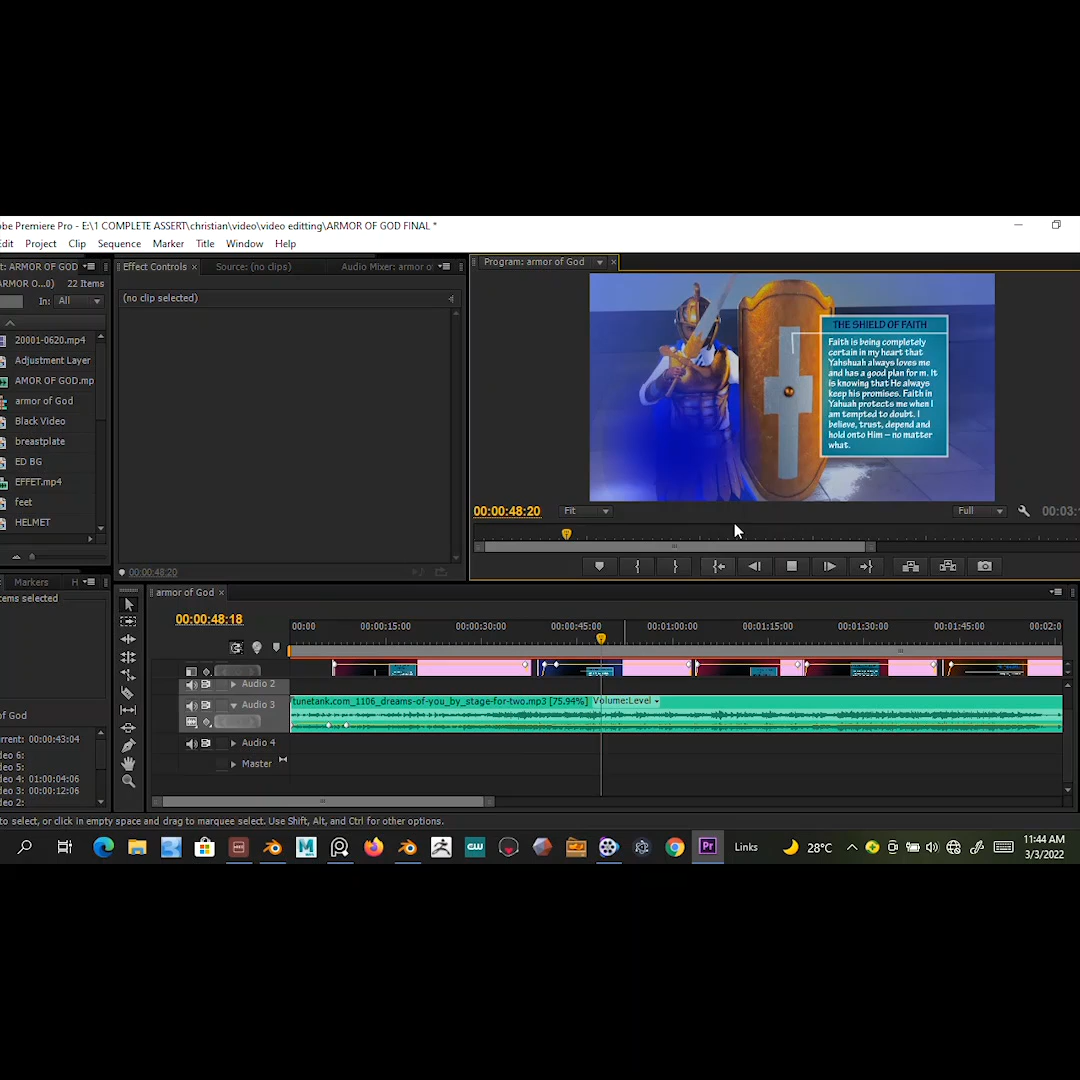 be Premiere Pro - E:\1 COMPLETE ASSERT\christian\video\video editting\ARMOR OF GOD FINAL *
Edit Project Clip Sequence Marker Title Window Help
t: ARMOR OF GOD
ARMOR O...0) 22 Items
In: All
20001-0620.mp4
Adjustment Layer
AMOR OF GOD.mp
armor of God
Black Video
breastplate
ED BG
EFFET.mp4
feet
HELMET
Effect Controls × Source: (no clips) Audio Mixer: armor o
(no clip selected)
00:00:48:20
Program: armor of God ×
THE SHIELD OF FAITH
Faith is being completely
certain in my heart that
Yahshuah always loves me
and has a good plan for m. It
is knowing that He always
keep his promises. Faith in
Yahuah protects me when I
am tempted to doubt. I
believe, trust, depend and
hold onto Him – no matter
what.
00:00:48:20 Fit Full 00:03:
Markers H
tems selected
of God
rrent: 00:00:43:04
deo 6:
deo 5:
deo 4: 01:00:04:06
deo 3: 00:00:12:06
deo 2:
armor of God ×
00:00:48:18
00:00 00:00:15:00 00:00:30:00 00:00:45:00 00:01:00:00 00:01:15:00 00:01:30:00 00:01:45:00 00:02:0
Audio 2
Audio 3
tunetank.com_1106_dreams-of-you_by_stage-for-two.mp3 [75.94%] Volume:Level
Audio 4
Master
to select, or click in empty space and drag to marquee select. Use Shift, Alt, and Ctrl for other options.
CW
Pr
Links
28°C
11:44 AM
3/3/2022